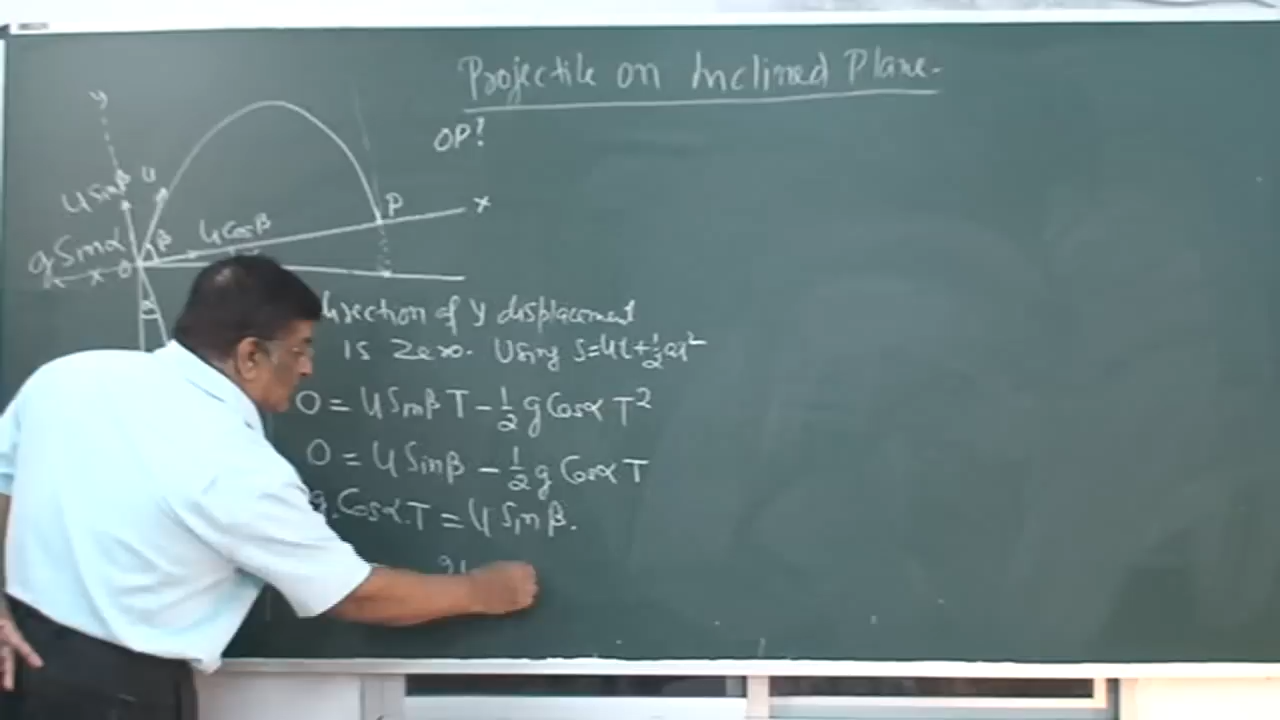 Projectile on Inclined Plane.
OP?
y
u sinβ
u
P
x
g Sinα
β
u cosβ
O
x
direction of y displacement
is zero. Using s=ut+½at²
0 = u Sinβ T - ½ g Cosα T²
0 = u Sinβ - ½ g Cosα T
g. Cosα. T = u Sinβ.
2u